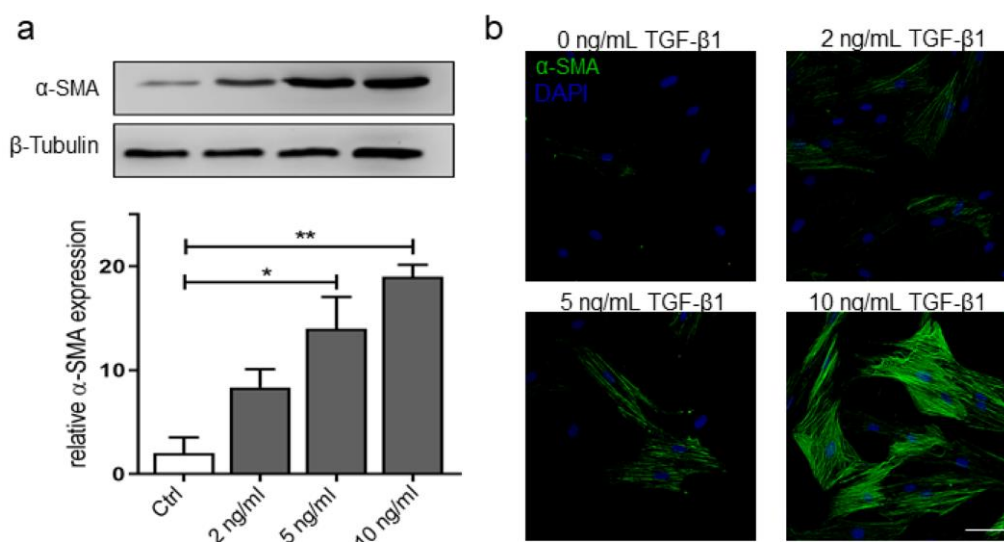 a
α-SMA
β-Tubulin
relative α-SMA expression
20
10
0
**
*
Ctrl
2 ng/ml
5 ng/ml
10 ng/ml
b
0 ng/mL TGF-β1
2 ng/mL TGF-β1
α-SMA
DAPI
5 ng/mL TGF-β1
10 ng/mL TGF-β1